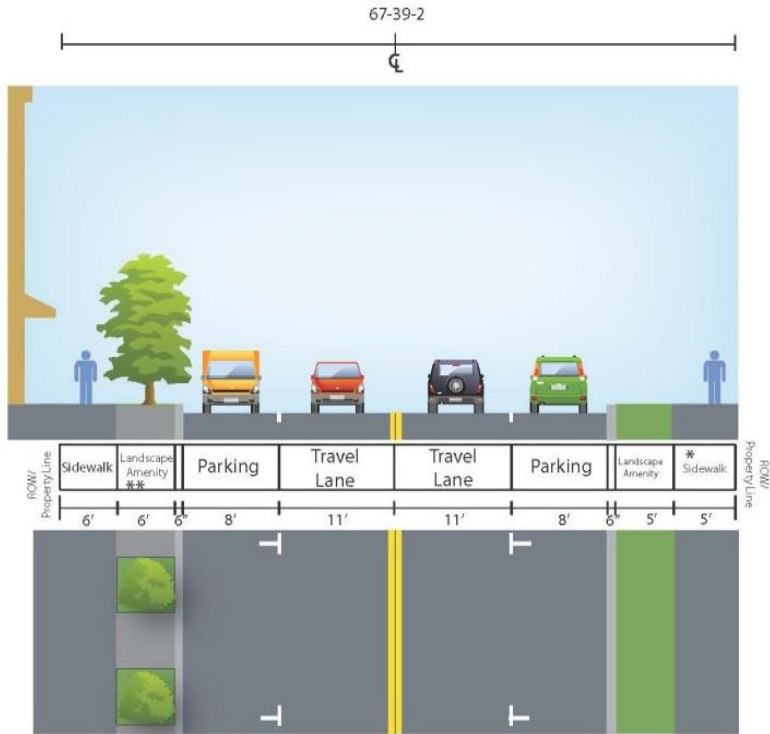 67-39-2
℄
ROW/
Property Line
Sidewalk
Landscape
Amenity
**
Parking
Travel
Lane
Travel
Lane
Parking
Landscape
Amenity
*
Sidewalk
ROW/
Property Line
6' 6' 6" 8' 11' 11' 8' 6" 5' 5'